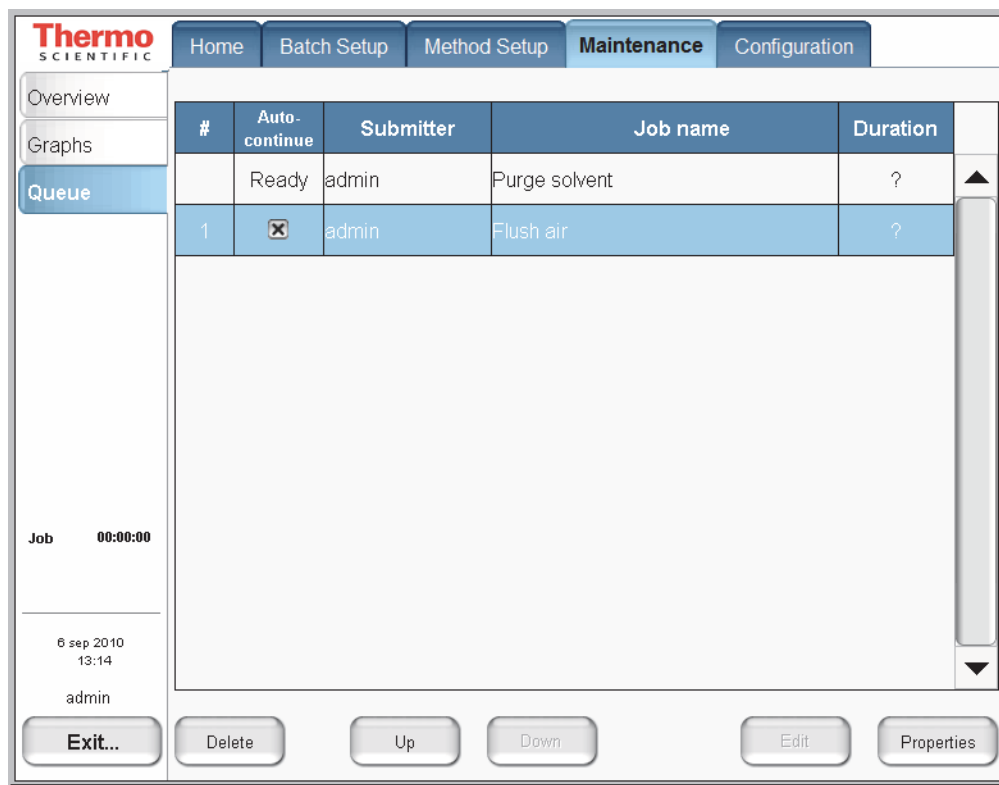 Thermo
SCIENTIFIC
Home Batch Setup Method Setup Maintenance Configuration
Overview
Graphs
Queue
# Auto-continue Submitter Job name Duration
Ready admin Purge solvent ?
1 admin Flush air ?
Job 00:00:00
6 sep 2010
13:14
admin
Exit... Delete Up Down Edit Properties